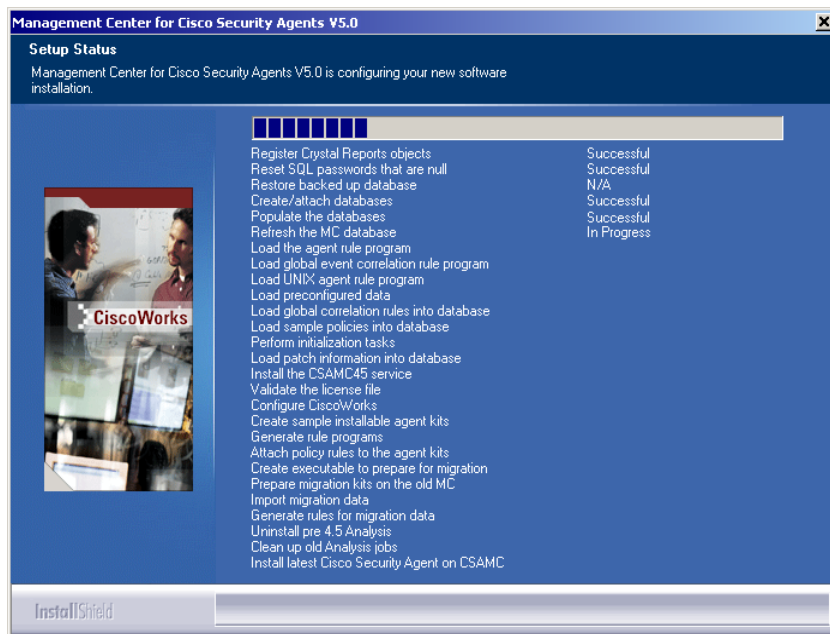 Management Center for Cisco Security Agents V5.0
Setup Status
Management Center for Cisco Security Agents V5.0 is configuring your new software
installation.
Register Crystal Reports objects Successful
Reset SQL passwords that are null Successful
Restore backed up database N/A
Create/attach databases Successful
Populate the databases Successful
Refresh the MC database In Progress
Load the agent rule program
Load global event correlation rule program
Load UNIX agent rule program
Load preconfigured data
Load global correlation rules into database
Load sample policies into database
Perform initialization tasks
Load patch information into database
Install the CSAMC45 service
Validate the license file
Configure CiscoWorks
Create sample installable agent kits
Generate rule programs
Attach policy rules to the agent kits
Create executable to prepare for migration
Prepare migration kits on the old MC
Import migration data
Generate rules for migration data
Uninstall pre 4.5 Analysis
Clean up old Analysis jobs
Install latest Cisco Security Agent on CSAMC
CiscoWorks
InstallShield